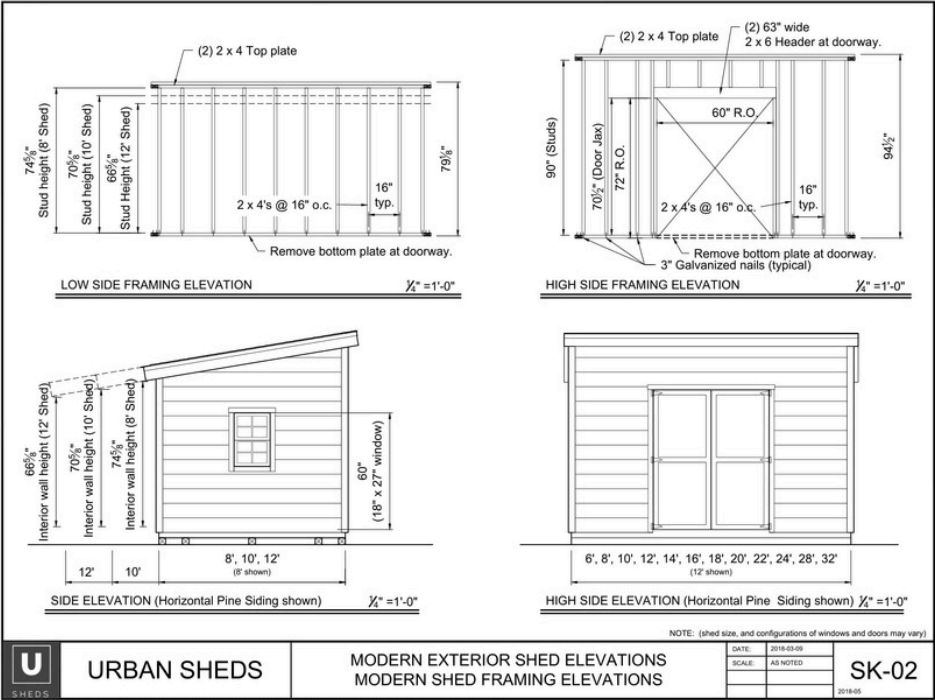 (2) 2 x 4 Top plate
74⅝"
Stud height (8' Shed)
70⅝"
Stud height (10' Shed)
66⅝"
Stud Height (12' Shed)
16"
typ.
2 x 4's @ 16" o.c.
79⅛"
Remove bottom plate at doorway.
LOW SIDE FRAMING ELEVATION
¼" =1'-0"
(2) 2 x 4 Top plate
(2) 63" wide
2 x 6 Header at doorway.
90" (Studs)
70½" (Door Jax)
72" R.O.
60" R.O.
2 x 4's @ 16" o.c.
16"
typ.
94½"
Remove bottom plate at doorway.
3" Galvanized nails (typical)
HIGH SIDE FRAMING ELEVATION
¼" =1'-0"
66⅝"
Interior wall height (12' Shed)
70⅝"
Interior wall height (10' Shed)
74⅝"
Interior wall height (8' Shed)
60"
(18" x 27" window)
12'
10'
8', 10', 12'
(8' shown)
SIDE ELEVATION (Horizontal Pine Siding shown)
¼" =1'-0"
6', 8', 10', 12', 14', 16', 18', 20', 22', 24', 28', 32'
(12' shown)
HIGH SIDE ELEVATION (Horizontal Pine Siding shown) ¼" =1'-0"
NOTE: (shed size, and configurations of windows and doors may vary)
U
SHEDS
URBAN SHEDS
MODERN EXTERIOR SHED ELEVATIONS
MODERN SHED FRAMING ELEVATIONS
DATE: 2018-03-09
SCALE: AS NOTED
SK-02
2018-05